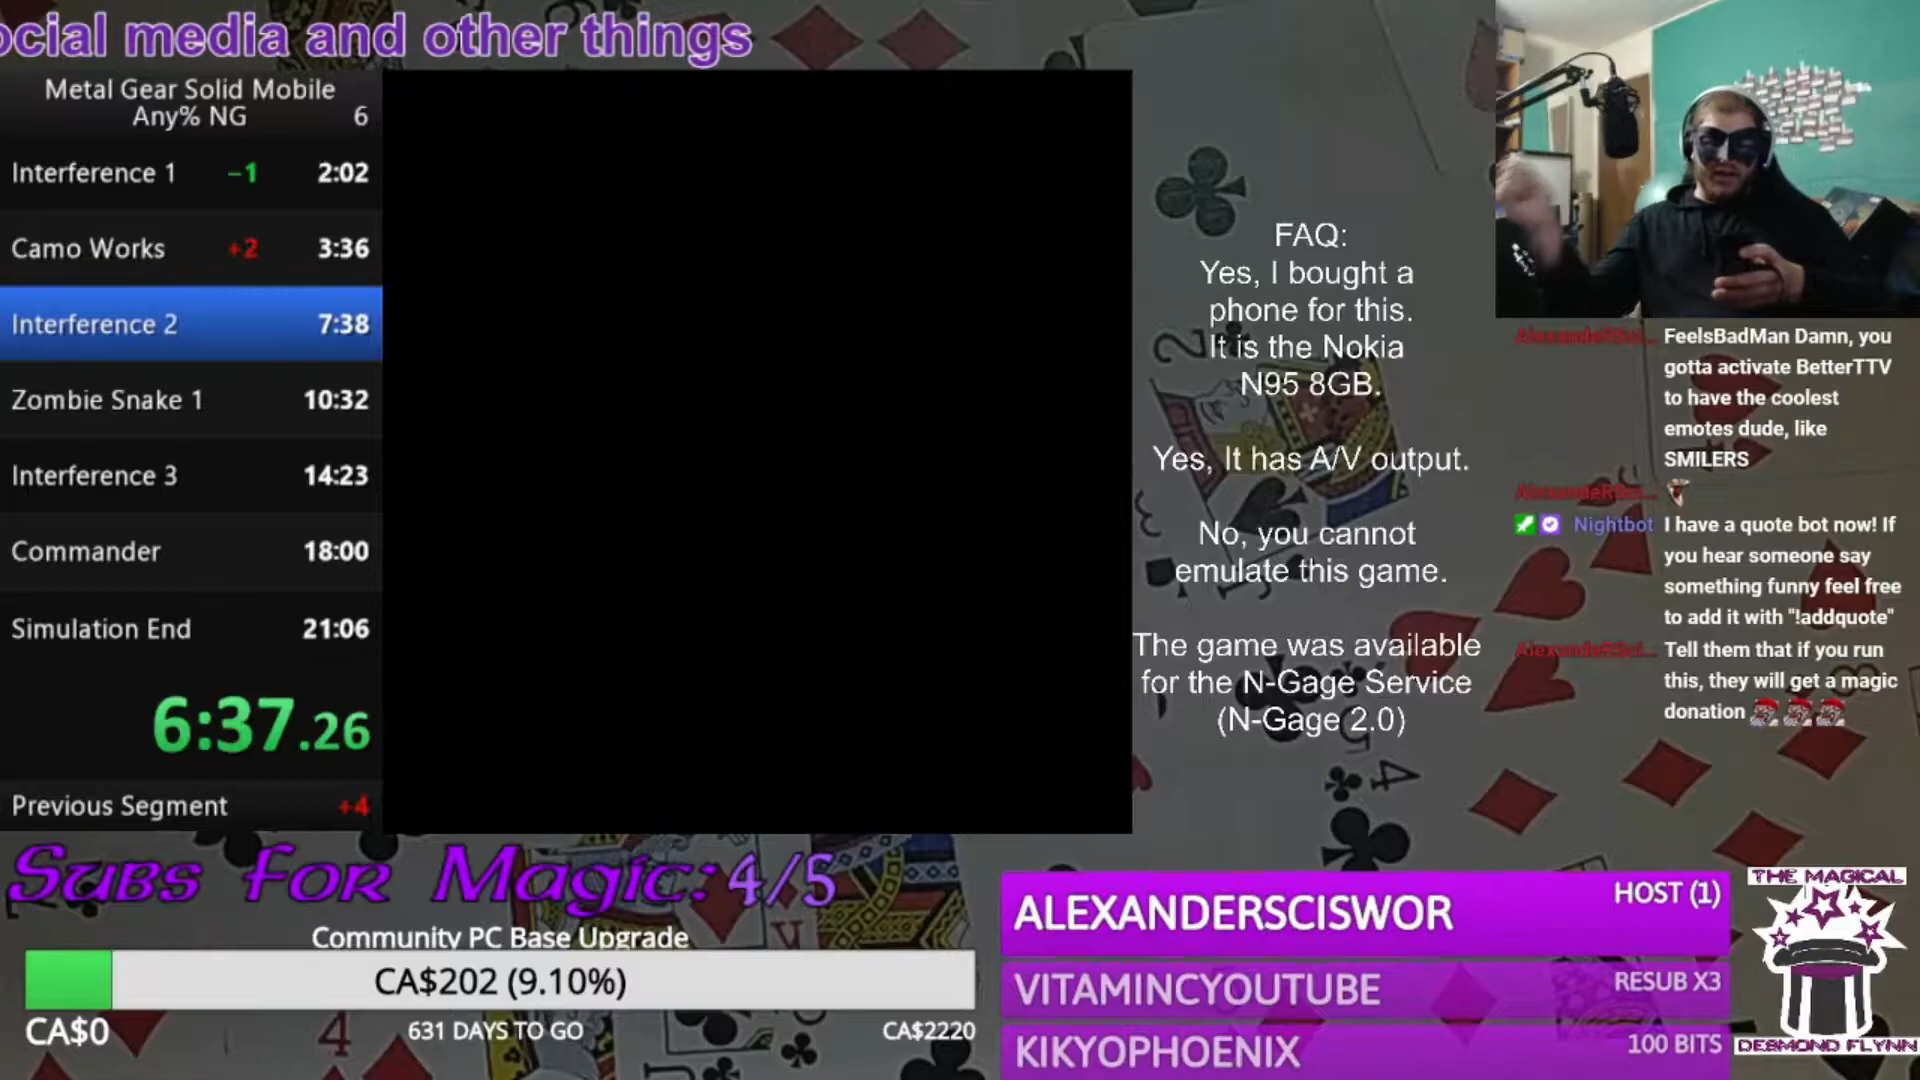 ocial media and other things
Metal Gear Solid Mobile
Any% NG 6
Interference 1 −1 2:02
Camo Works +2 3:36
Interference 2 7:38
Zombie Snake 1 10:32
Interference 3 14:23
Commander 18:00
Simulation End 21:06
6:37.26
Previous Segment +4
FAQ:
Yes, I bought a
phone for this.
It is the Nokia
N95 8GB.
Yes, It has A/V output.
No, you cannot
emulate this game.
The game was available
for the N-Gage Service
(N-Gage 2.0)
AlexandeRSci... FeelsBadMan Damn, you
gotta activate BetterTTV
to have the coolest
emotes dude, like
SMILERS
AlexandeRSci...
Nightbot I have a quote bot now! If
you hear someone say
something funny feel free
to add it with "!addquote"
AlexandeRSci... Tell them that if you run
this, they will get a magic
donation
Subs for Magic: 4/5
Community PC Base Upgrade
CA$202 (9.10%)
CA$0 631 DAYS TO GO CA$2220
ALEXANDERSCISWOR HOST (1)
VITAMINCYOUTUBE RESUB X3
KIKYOPHOENIX 100 BITS
THE MAGICAL
DESMOND FLYNN